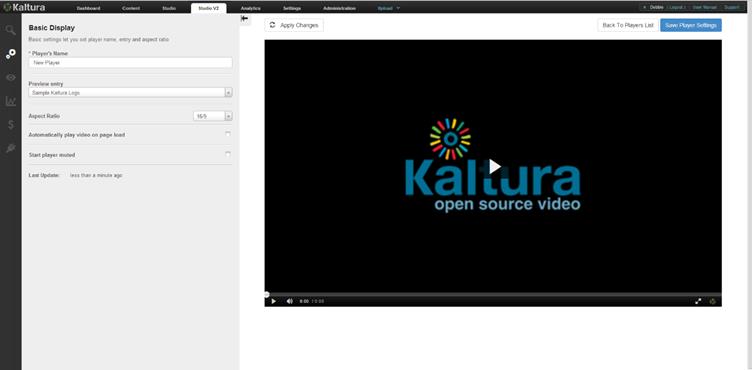 Kaltura Dashboard Content Studio Studio V2 Analytics Settings Administration Upload Debbie (Logout) User Manual Support
Basic Display
Basic settings let you set player name, entry and aspect ratio
* Player's Name
New Player
Preview entry
Sample Kaltura Logo
Aspect Ratio 16/9
Automatically play video on page load
Start player muted
Last Update: less than a minute ago
Apply Changes Back To Players List Save Player Settings
Kaltura
open source video
0:00